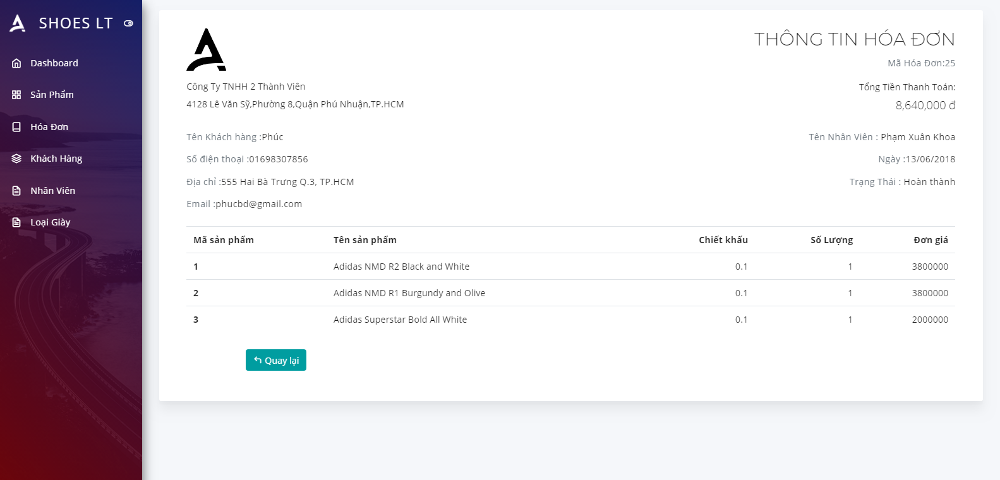 SHOES LT
Dashboard
Sản Phẩm
Hóa Đơn
Khách Hàng
Nhân Viên
Loại Giày
THÔNG TIN HÓA ĐƠN
Mã Hóa Đơn:25
Công Ty TNHH 2 Thành Viên
4128 Lê Văn Sỹ,Phường 8,Quận Phú Nhuận,TP.HCM
Tổng Tiền Thanh Toán:
8,640,000 đ
Tên Khách hàng :Phúc
Số điện thoại :01698307856
Địa chỉ :555 Hai Bà Trưng Q.3, TP.HCM
Email :phucbd@gmail.com
Tên Nhân Viên : Phạm Xuân Khoa
Ngày :13/06/2018
Trạng Thái : Hoàn thành
Mã sản phẩm Tên sản phẩm Chiết khấu Số Lượng Đơn giá
1 Adidas NMD R2 Black and White 0.1 1 3800000
2 Adidas NMD R1 Burgundy and Olive 0.1 1 3800000
3 Adidas Superstar Bold All White 0.1 1 2000000
Quay lại